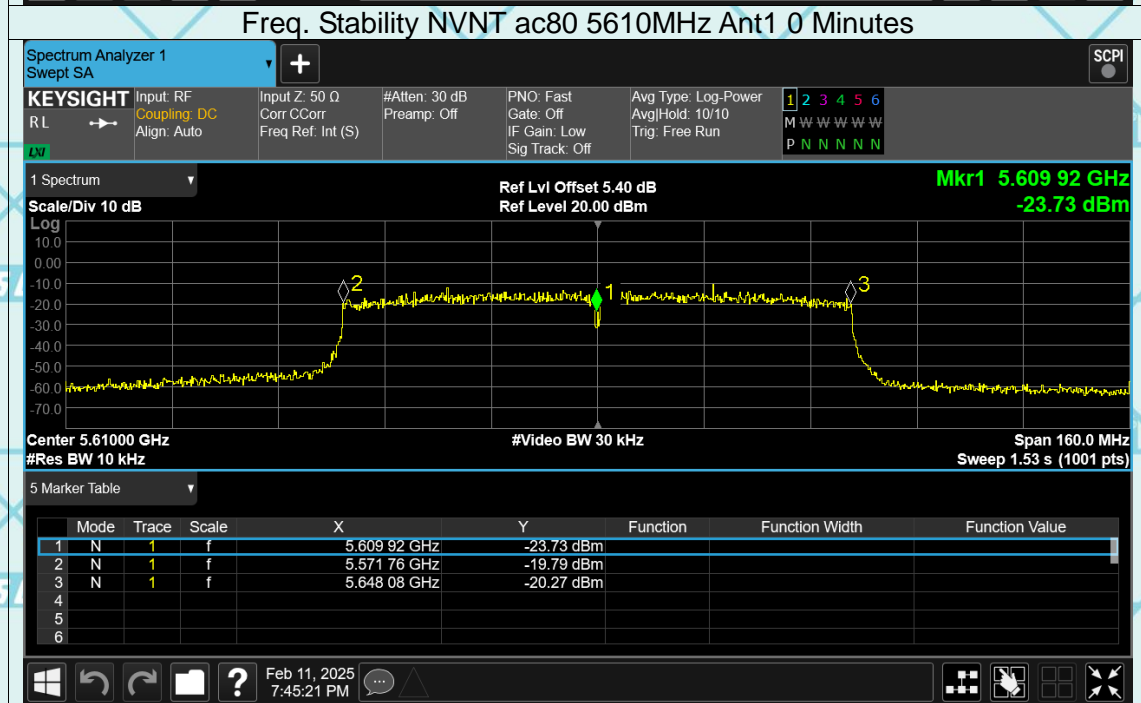 Freq. Stability NVNT ac80 5610MHz Ant1 0 Minutes
Spectrum Analyzer 1
Swept SA
+
SCPI
KEYSIGHT Input: RF Input Z: 50 Ω #Atten: 30 dB PNO: Fast Avg Type: Log-Power 1 2 3 4 5 6
RL Coupling: DC Corr CCorr Preamp: Off Gate: Off Avg|Hold: 10/10 M W W W W W
Align: Auto Freq Ref: Int (S) IF Gain: Low Trig: Free Run
LXI Sig Track: Off P N N N N N
1 Spectrum Ref Lvl Offset 5.40 dB Mkr1 5.609 92 GHz
Scale/Div 10 dB Ref Level 20.00 dBm -23.73 dBm
Log
10.0
0.00
-10.0
-20.0
-30.0
-40.0
-50.0
-60.0
-70.0
2
1
3
Center 5.61000 GHz #Video BW 30 kHz Span 160.0 MHz
#Res BW 10 kHz Sweep 1.53 s (1001 pts)
5 Marker Table
Mode Trace Scale X Y Function Function Width Function Value
1 N 1 f 5.609 92 GHz -23.73 dBm
2 N 1 f 5.571 76 GHz -19.79 dBm
3 N 1 f 5.648 08 GHz -20.27 dBm
4
5
6
? Feb 11, 2025
7:45:21 PM